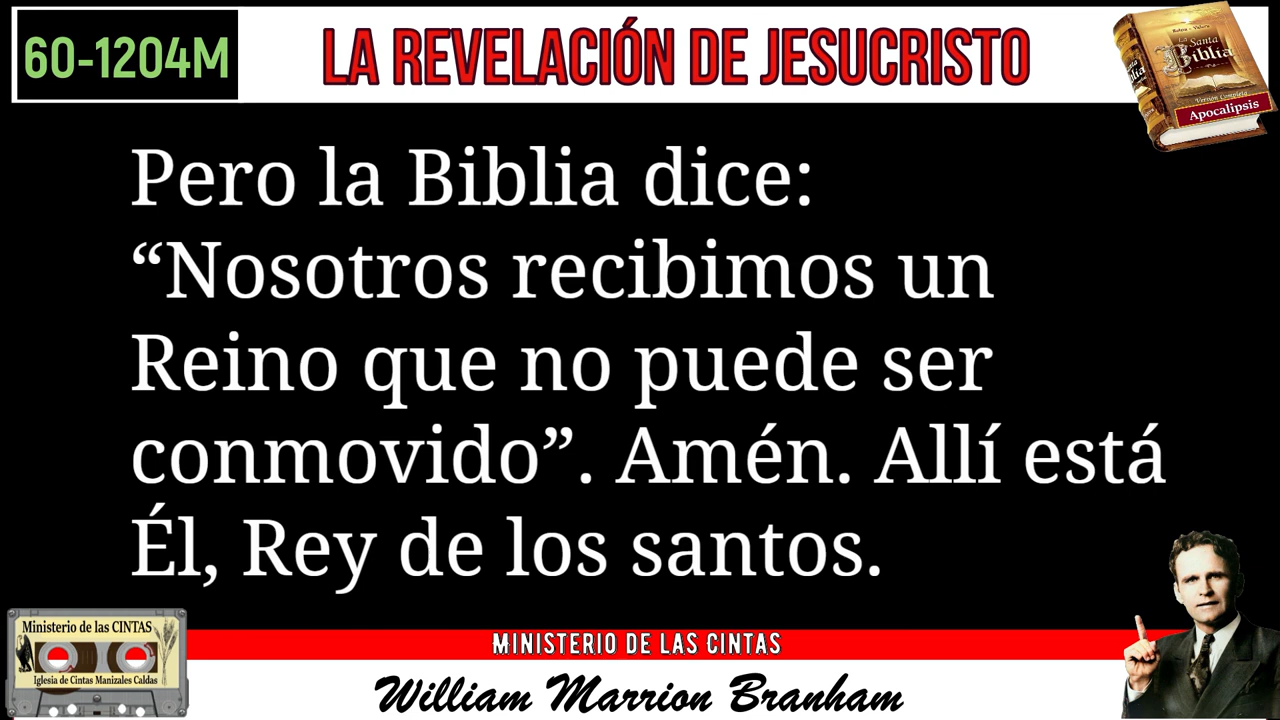 60-1204M
LA REVELACIÓN DE JESUCRISTO
La Santa
Biblia
Versión Completa
Apocalipsis
Pero la Biblia dice:
“Nosotros recibimos un
Reino que no puede ser
conmovido”. Amén. Allí está
Él, Rey de los santos.
Ministerio de las CINTAS
Iglesia de Cintas Manizales Caldas
MINISTERIO DE LAS CINTAS
William Marrion Branham